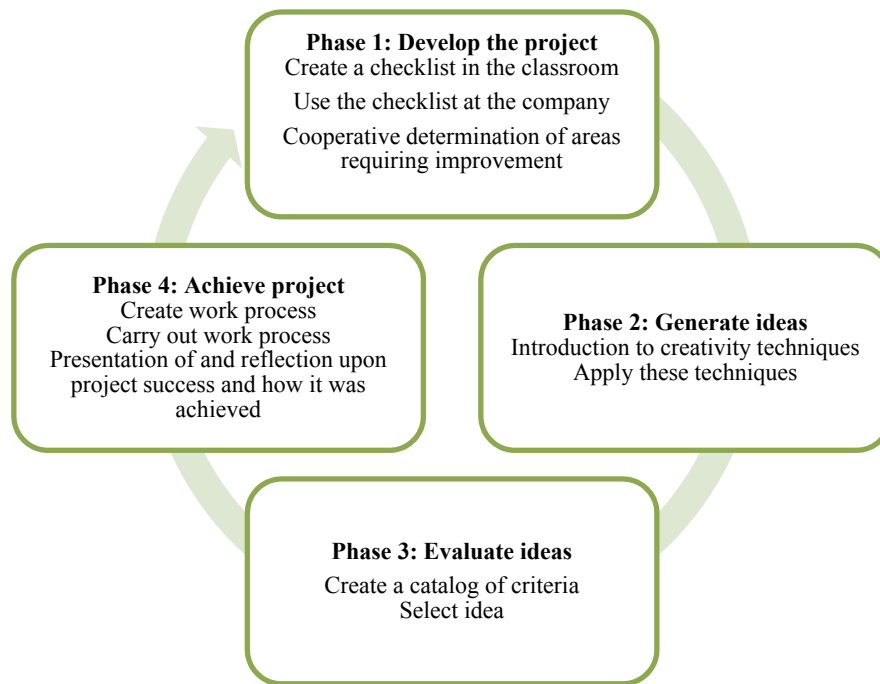 Phase 1: Develop the project
Create a checklist in the classroom
Use the checklist at the company
Cooperative determination of areas
requiring improvement
Phase 2: Generate ideas
Introduction to creativity techniques
Apply these techniques
Phase 3: Evaluate ideas
Create a catalog of criteria
Select idea
Phase 4: Achieve project
Create work process
Carry out work process
Presentation of and reflection upon
project success and how it was
achieved